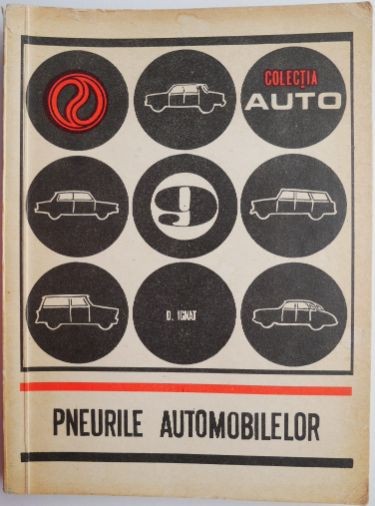 COLECȚIA
AUTO
9
D. IGNAT
PNEURILE AUTOMOBILELOR